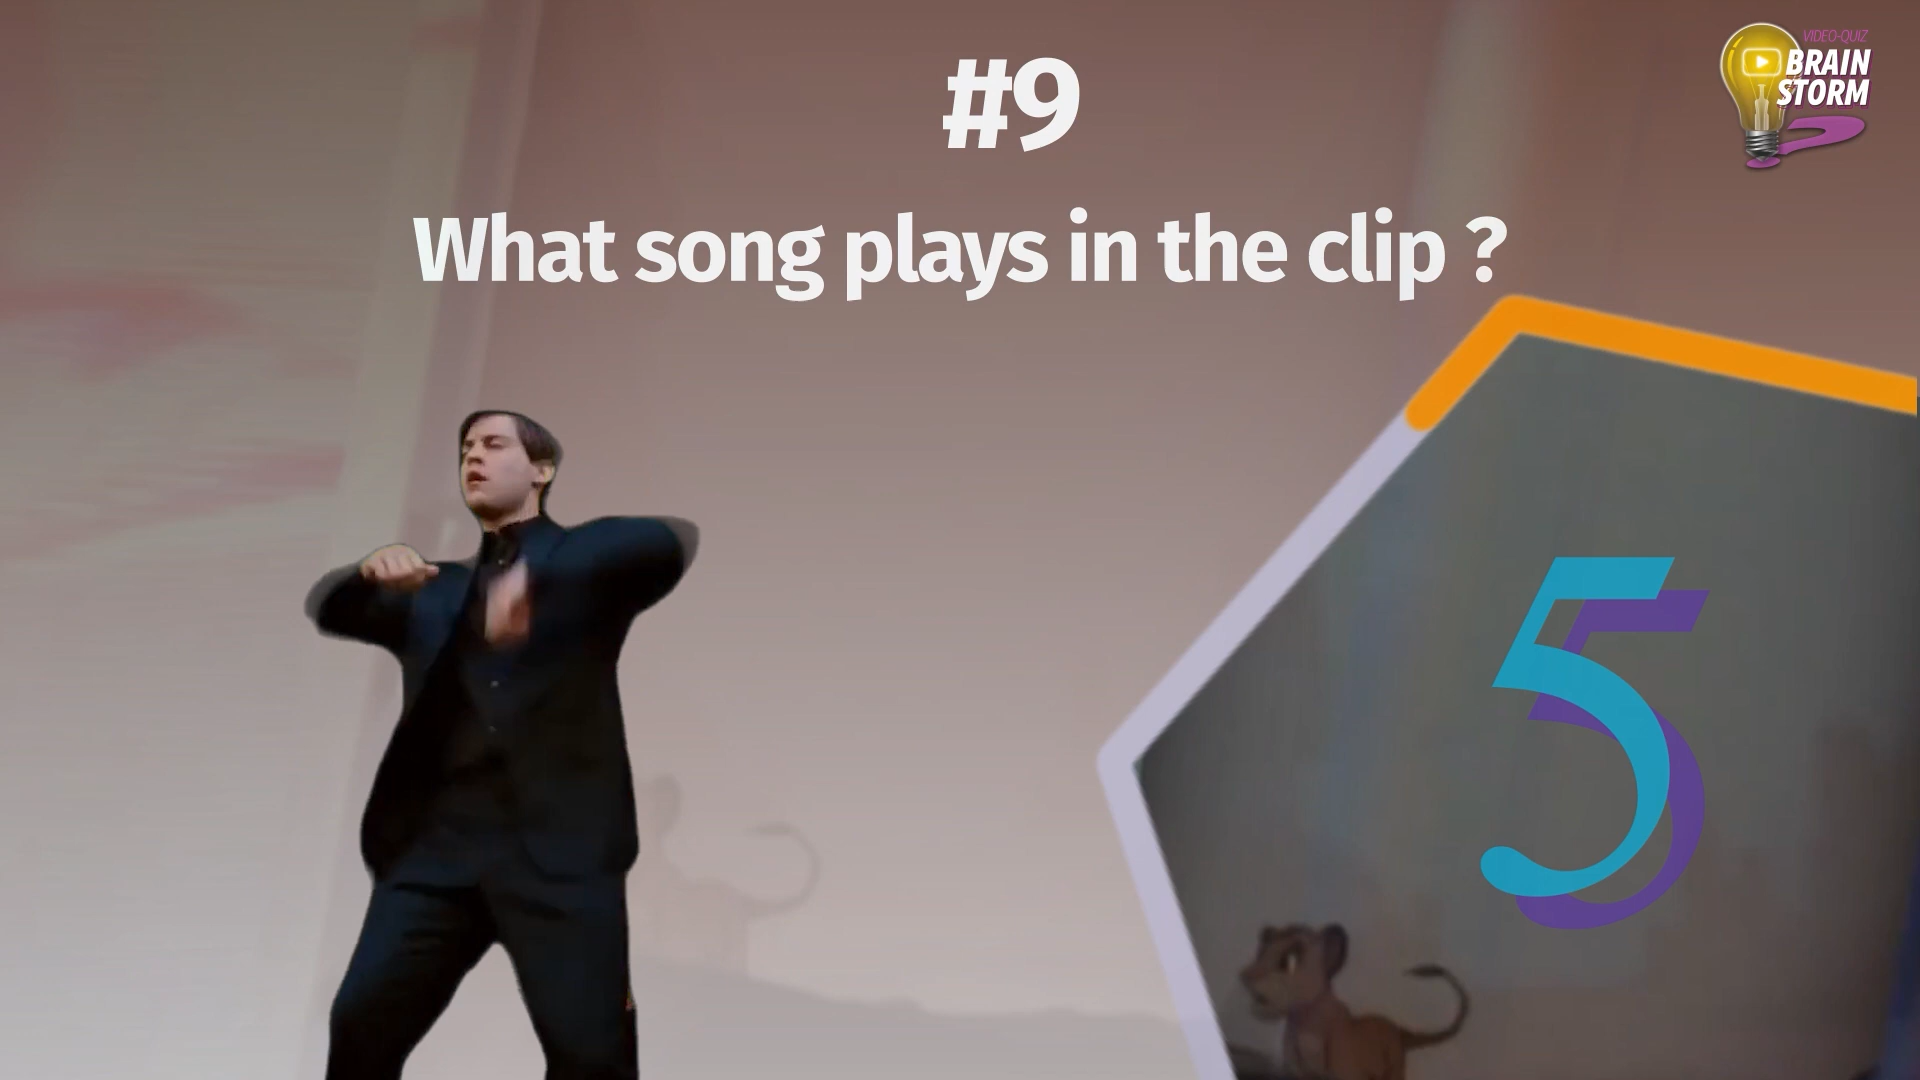 #9
VIDEO-QUIZ
BRAIN
STORM
What song plays in the clip ?
5